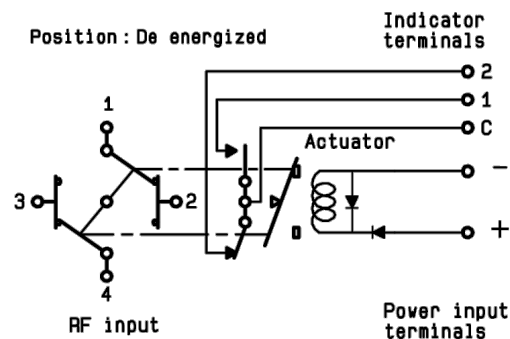 Position : De energized
Indicator
terminals
2
1
C
1
Actuator
−
3
2
+
4
RF input
Power input
terminals